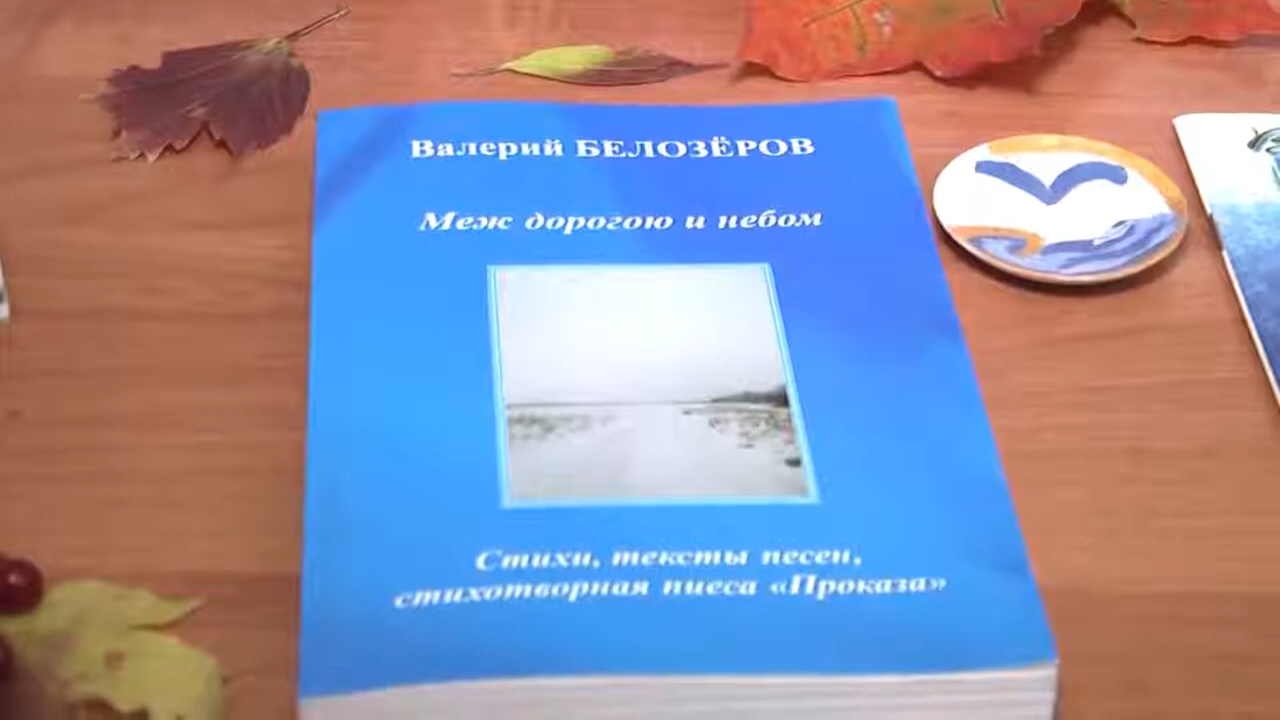 Валерий БЕЛОЗЁРОВ
Меж дорогою и небом
Стихи, тексты песен,
стихотворная пиеса «Проказа»